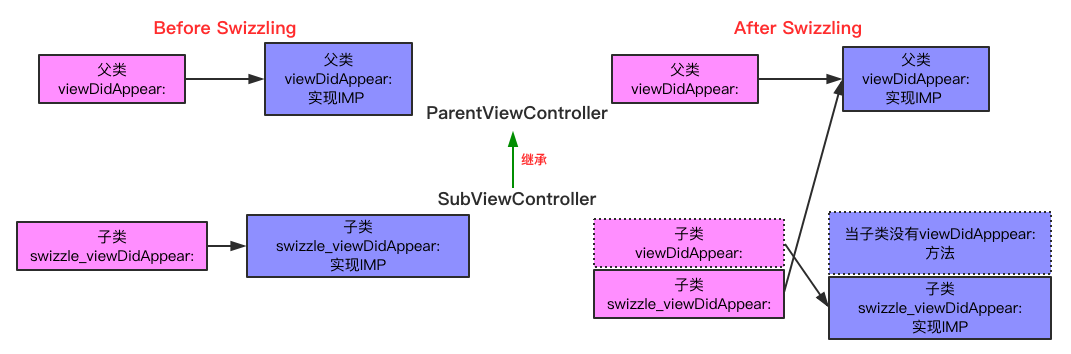 Before Swizzling
父类
viewDidAppear:
父类
viewDidAppear:
实现IMP
子类
swizzle_viewDidAppear:
子类
swizzle_viewDidAppear:
实现IMP
ParentViewController
继承
SubViewController
After Swizzling
父类
viewDidAppear:
父类
viewDidAppear:
实现IMP
子类
viewDidAppear:
子类
swizzle_viewDidAppear:
当子类没有viewDidApppear:
方法
子类
swizzle_viewDidAppear:
实现IMP